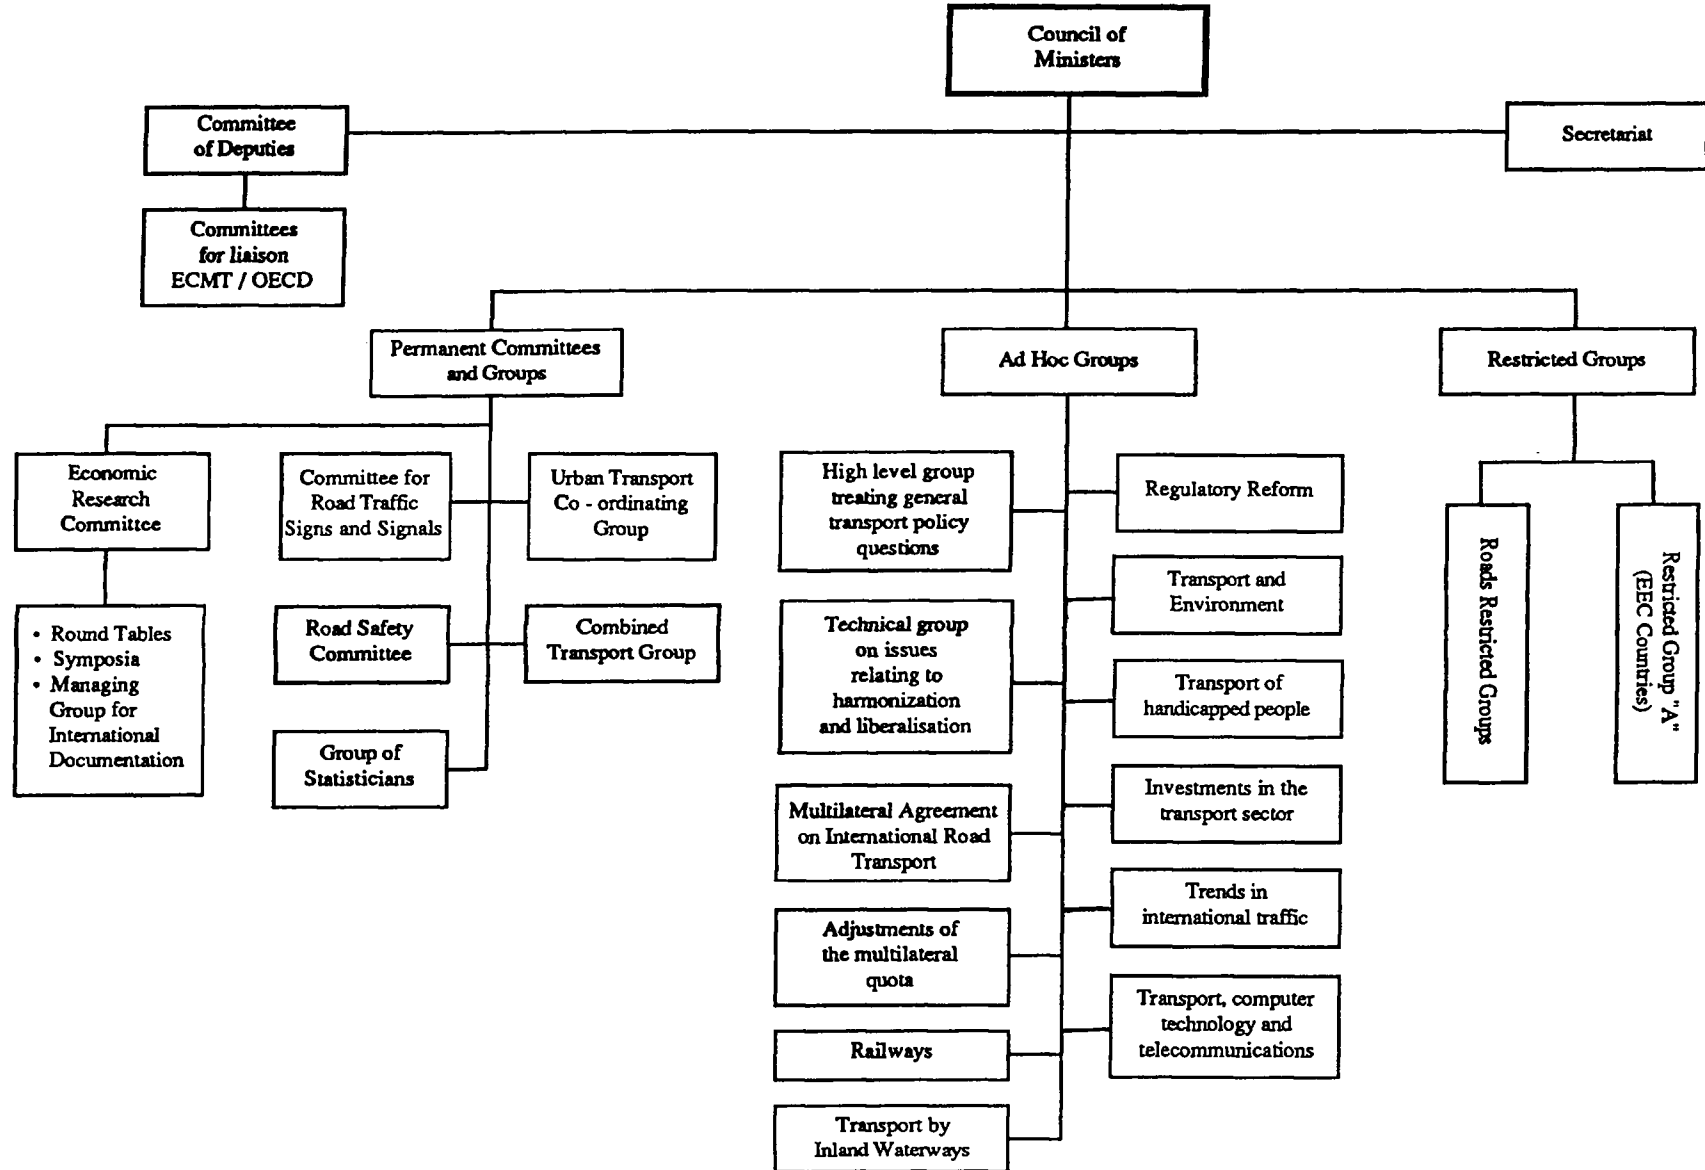 Council of
Ministers
Committee
of Deputies
Secretariat
Committees
for liaison
ECMT / OECD
Permanent Committees
and Groups
Ad Hoc Groups
Restricted Groups
Economic
Research
Committee
• Round Tables
• Symposia
• Managing
Group for
International
Documentation
Committee for
Road Traffic
Signs and Signals
Urban Transport
Co - ordinating
Group
Road Safety
Committee
Combined
Transport Group
Group of
Statisticians
High level group
treating general
transport policy
questions
Regulatory Reform
Transport and
Environment
Technical group
on issues
relating to
harmonization
and liberalisation
Transport of
handicapped people
Investments in the
transport sector
Multilateral Agreement
on International Road
Transport
Trends in
international traffic
Adjustments of
the multilateral
quota
Transport, computer
technology and
telecommunications
Railways
Transport by
Inland Waterways
Roads Restricted Groups
Restricted Group "A"
(EEC Countries)